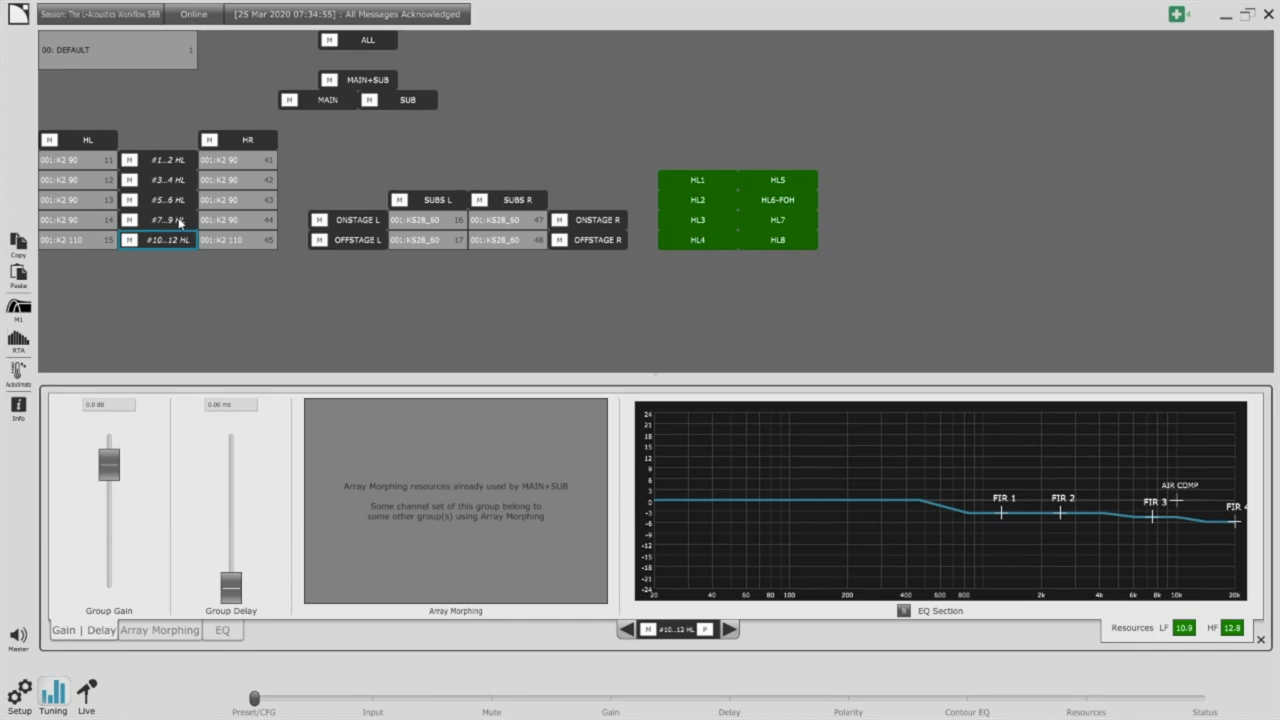 Session: The L-Acoustics Workflow SBB
Online
[25 Mar 2020 07:34:55] : All Messages Acknowledged
4
00: DEFAULT 1
M ALL
M MAIN+SUB
M MAIN M SUB
M HL M HR
001:K2 90 11 M #1...2 HL 001:K2 90 41
001:K2 90 12 M #3...4 HL 001:K2 90 42
001:K2 90 13 M #5...6 HL 001:K2 90 43
001:K2 90 14 M #7...9 HL 001:K2 90 44
001:K2 110 15 M #10...12 HL 001:K2 110 45
M SUBS L M SUBS R
M ONSTAGE L 001:KS28_60 16 001:KS28_60 47 M ONSTAGE R
M OFFSTAGE L 001:KS28_60 17 001:KS28_60 48 M OFFSTAGE R
HL1 HL5
HL2 HL6-FOH
HL3 HL7
HL4 HL8
Copy
Paste
M1
RTA
Autoclimate
Info
Master
0.0 dB
Group Gain
0.00 ms
Group Delay
Array Morphing resources already used by MAIN+SUB
Some channel set of this group belong to
some other group(s) using Array Morphing
Array Morphing
24
21
18
15
12
9
6
3
0
-3
-6
-9
-12
-15
-18
-21
-24
AIR COMP
FIR 1 FIR 2 FIR 3 FIR 4
20 40 60 80 100 200 400 600 800 2k 4k 6k 8k 10k 20k
EQ Section
Gain | Delay Array Morphing EQ
M #10...12 HL P
Resources LF 10.9 HF 12.8
Setup Tuning Live
Preset/CFG Input Mute Gain Delay Polarity Contour EQ Resources Status